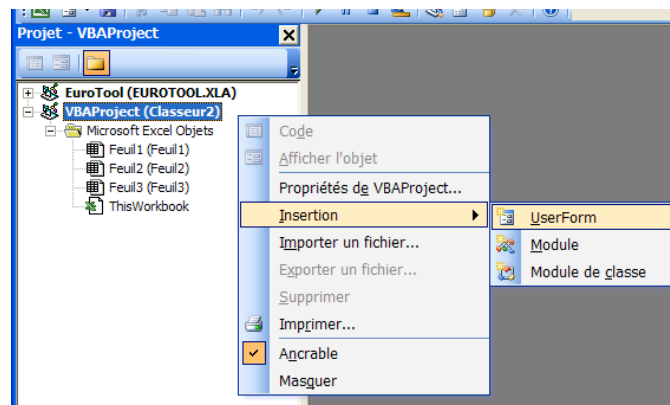 Projet - VBAProject
EuroTool (EUROTOOL.XLA)
VBAProject (Classeur2)
Microsoft Excel Objets
Feuil1 (Feuil1)
Feuil2 (Feuil2)
Feuil3 (Feuil3)
ThisWorkbook
Code
Afficher l'objet
Propriétés de VBAProject...
Insertion
Importer un fichier...
Exporter un fichier...
Supprimer
Imprimer...
Ancrable
Masquer
UserForm
Module
Module de classe